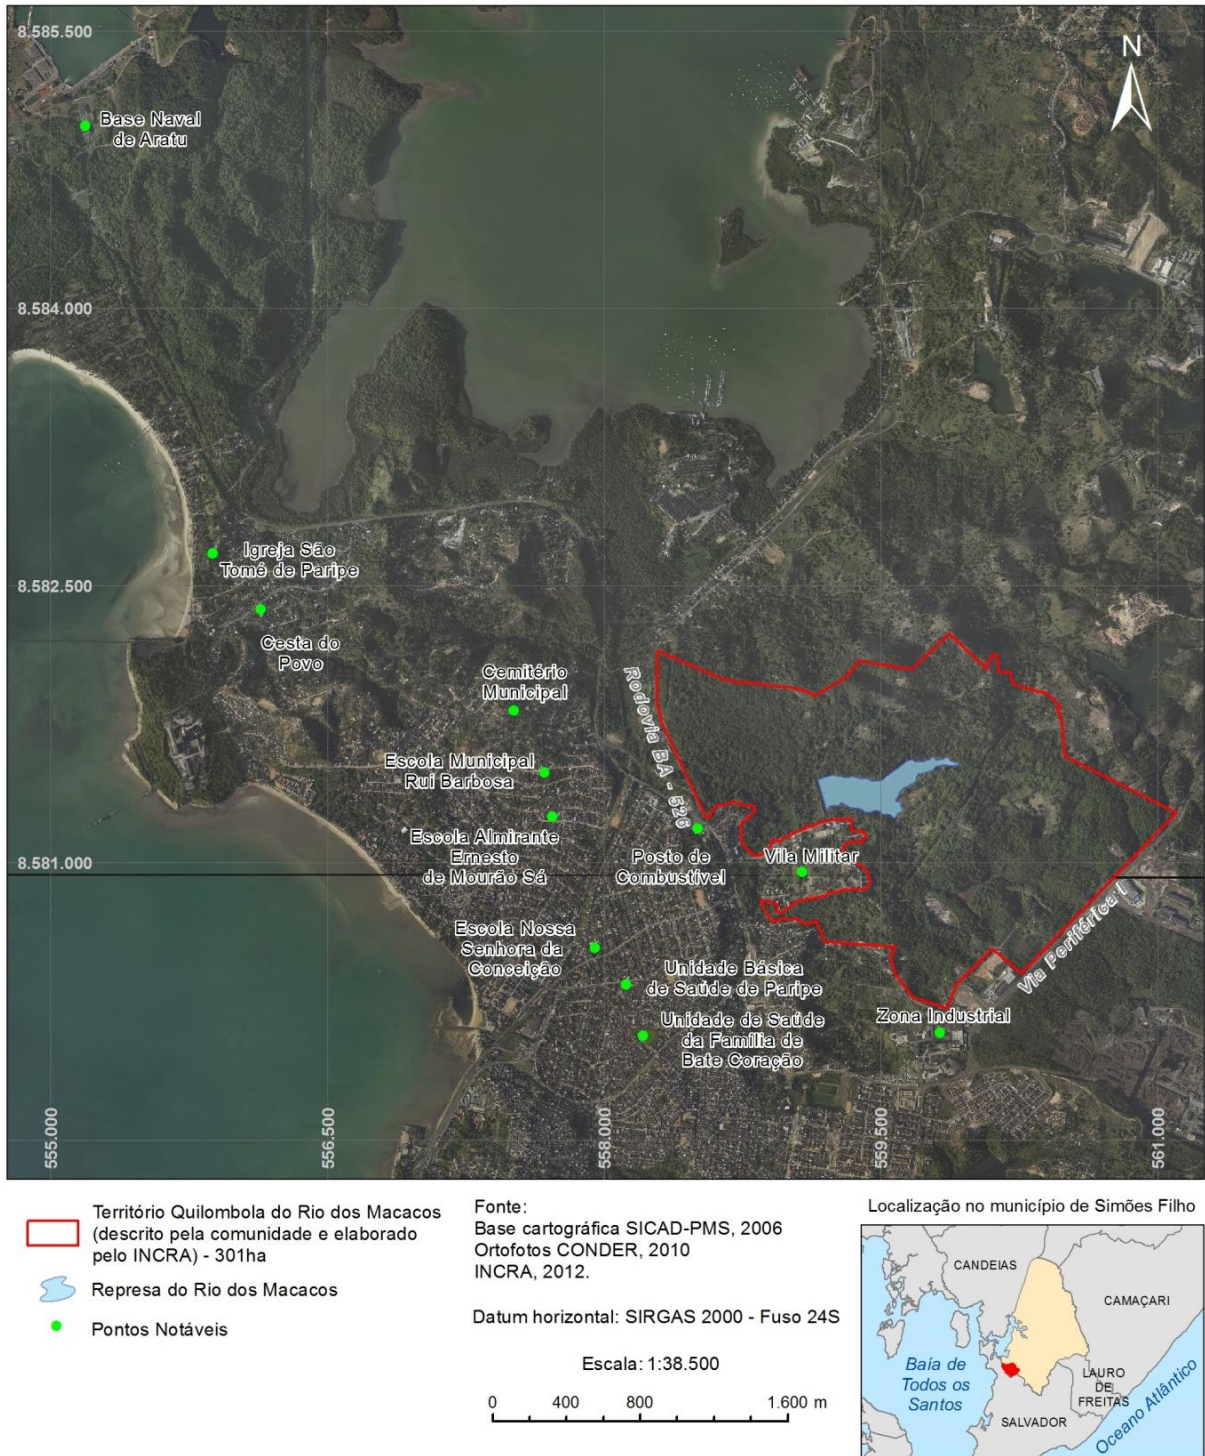 8.585.500
N
Base Naval
de Aratu
8.584.000
Igreja São
Tomé de Paripe
8.582.500
Cesta do
Povo
Cemitério
Municipal
Rodovia BA - 526
Escola Municipal
Rui Barbosa
Escola Almirante
Ernesto
de Mourão Sá
Posto de
Combustível
Vila Militar
8.581.000
Via Periférica I
Escola Nossa
Senhora da
Conceição
Unidade Básica
de Saúde de Paripe
Zona Industrial
Unidade de Saúde
da Família de
Bate Coração
555.000
556.500
558.000
559.500
561.000
Território Quilombola do Rio dos Macacos
(descrito pela comunidade e elaborado
pelo INCRA) - 301ha
Represa do Rio dos Macacos
Pontos Notáveis
Fonte:
Base cartográfica SICAD-PMS, 2006
Ortofotos CONDER, 2010
INCRA, 2012.
Datum horizontal: SIRGAS 2000 - Fuso 24S
Escala: 1:38.500
0 400 800 1.600 m
Localização no município de Simões Filho
CANDEIAS
CAMAÇARI
Baía de
Todos os
Santos
LAURO
DE
FREITAS
SALVADOR
Oceano Atlântico